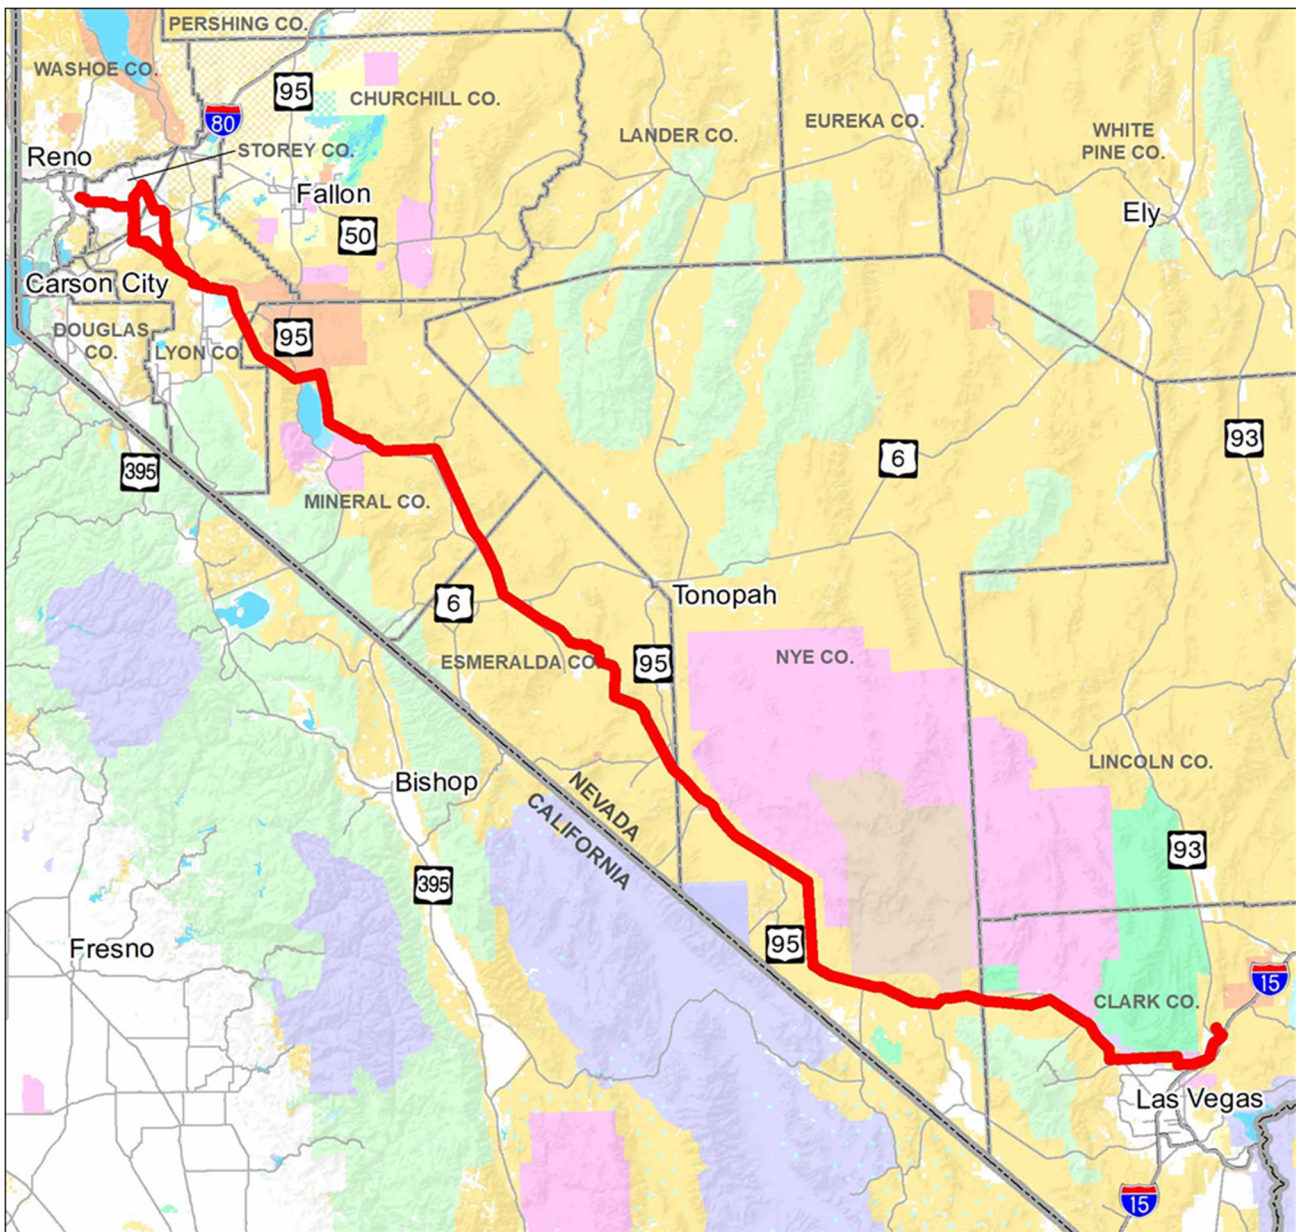 PERSHING CO.
WASHOE CO.
95
CHURCHILL CO.
80
LANDER CO.
EUREKA CO.
WHITE
PINE CO.
Reno
STOREY CO.
Fallon
Ely
50
Carson City
DOUGLAS
CO.
LYON CO.
95
93
6
395
MINERAL CO.
6
Tonopah
ESMERALDA CO.
95
NYE CO.
LINCOLN CO.
Bishop
NEVADA
CALIFORNIA
93
395
Fresno
95
15
CLARK CO.
Las Vegas
15